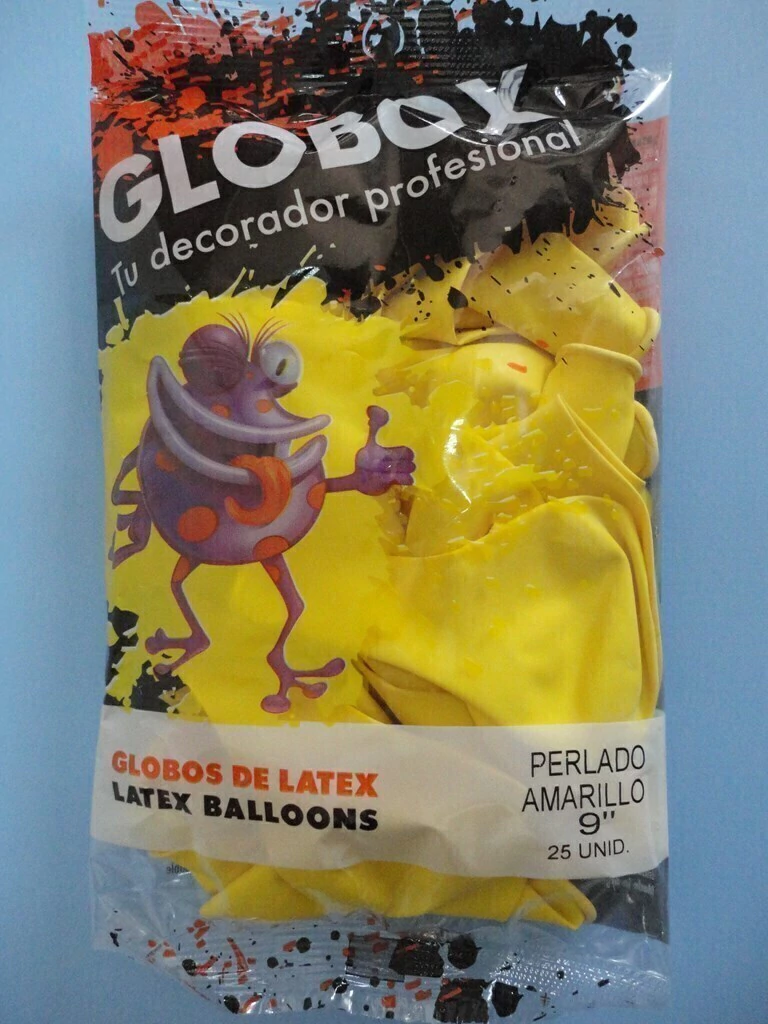 GLOBOX
Tu decorador profesional
GLOBOS DE LATEX
LATEX BALLOONS
PERLADO
AMARILLO
9"
25 UNID.